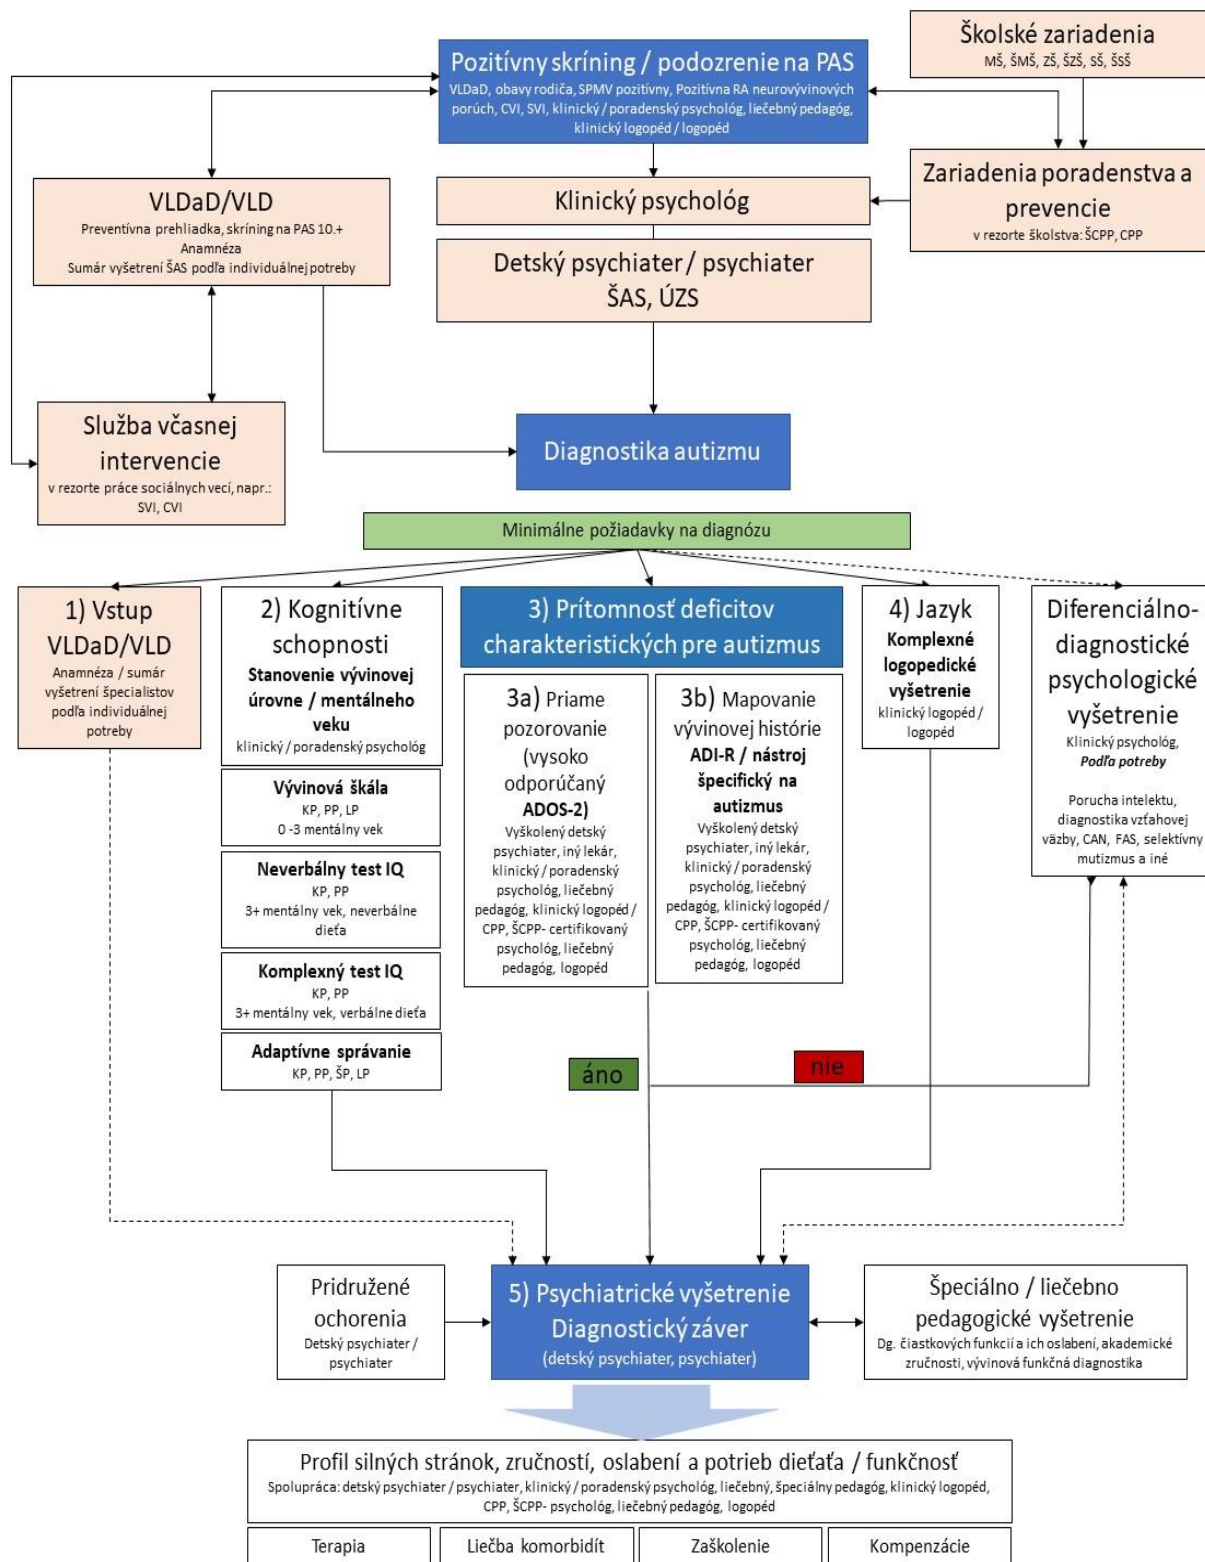 Školské zariadenia
MŠ, ŠMŠ, ZŠ, ŠZŠ, SŠ, ŠSŠ
Pozitívny skríning / podozrenie na PAS
VLDaD, obavy rodiča, SPMV pozitívny, Pozitívna RA neurovývinových
porúch, CVI, SVI, klinický / poradenský psychológ, liečebný pedagóg,
klinický logopéd / logopéd
VLDaD/VLD
Preventívna prehliadka, skríning na PAS 10.+
Anamnéza
Sumár vyšetrení ŠAS podľa individuálnej potreby
Klinický psychológ
Zariadenia poradenstva a
prevencie
v rezorte školstva: ŠCPP, CPP
Detský psychiater / psychiater
ŠAS, ÚZS
Služba včasnej
intervencie
v rezorte práce sociálnych vecí, napr.:
SVI, CVI
Diagnostika autizmu
Minimálne požiadavky na diagnózu
1) Vstup
VLDaD/VLD
Anamnéza / sumár
vyšetrení špecialistov
podľa individuálnej
potreby
2) Kognitívne
schopnosti
Stanovenie vývinovej
úrovne / mentálneho
veku
klinický / poradenský psychológ
Vývinová škála
KP, PP, LP
0 -3 mentálny vek
Neverbálny test IQ
KP, PP
3+ mentálny vek, neverbálne
dieťa
Komplexný test IQ
KP, PP
3+ mentálny vek, verbálne dieťa
Adaptívne správanie
KP, PP, ŠP, LP
3) Prítomnosť deficitov
charakteristických pre autizmus
3a) Priame
pozorovanie
(vysoko
odporúčaný
ADOS-2)
Vyškolený detský
psychiater, iný lekár,
klinický / poradenský
psychológ, liečebný
pedagóg, klinický logopéd /
CPP, ŠCPP- certifikovaný
psychológ, liečebný
pedagóg, logopéd
3b) Mapovanie
vývinovej histórie
ADI-R / nástroj
špecifický na
autizmus
Vyškolený detský
psychiater, iný lekár,
klinický / poradenský
psychológ, liečebný
pedagóg, klinický logopéd /
CPP, ŠCPP- certifikovaný
psychológ, liečebný
pedagóg, logopéd
4) Jazyk
Komplexné
logopedické
vyšetrenie
klinický logopéd /
logopéd
Diferenciálno-
diagnostické
psychologické
vyšetrenie
Klinický psychológ,
Podľa potreby
Porucha intelektu,
diagnostika vzťahovej
väzby, CAN, FAS, selektívny
mutizmus a iné
áno
nie
Pridružené
ochorenia
Detský psychiater /
psychiater
5) Psychiatrické vyšetrenie
Diagnostický záver
(detský psychiater, psychiater)
Špeciálno / liečebno
pedagogické vyšetrenie
Dg. čiastkových funkcií a ich oslabení, akademické
zručnosti, vývinová funkčná diagnostika
Profil silných stránok, zručností, oslabení a potrieb dieťaťa / funkčnosť
Spolupráca: detský psychiater / psychiater, klinický / poradenský psychológ, liečebný, špeciálny pedagóg, klinický logopéd,
CPP, ŠCPP- psychológ, liečebný pedagóg, logopéd
Terapia
Liečba komorbidít
Zaškolenie
Kompenzácie